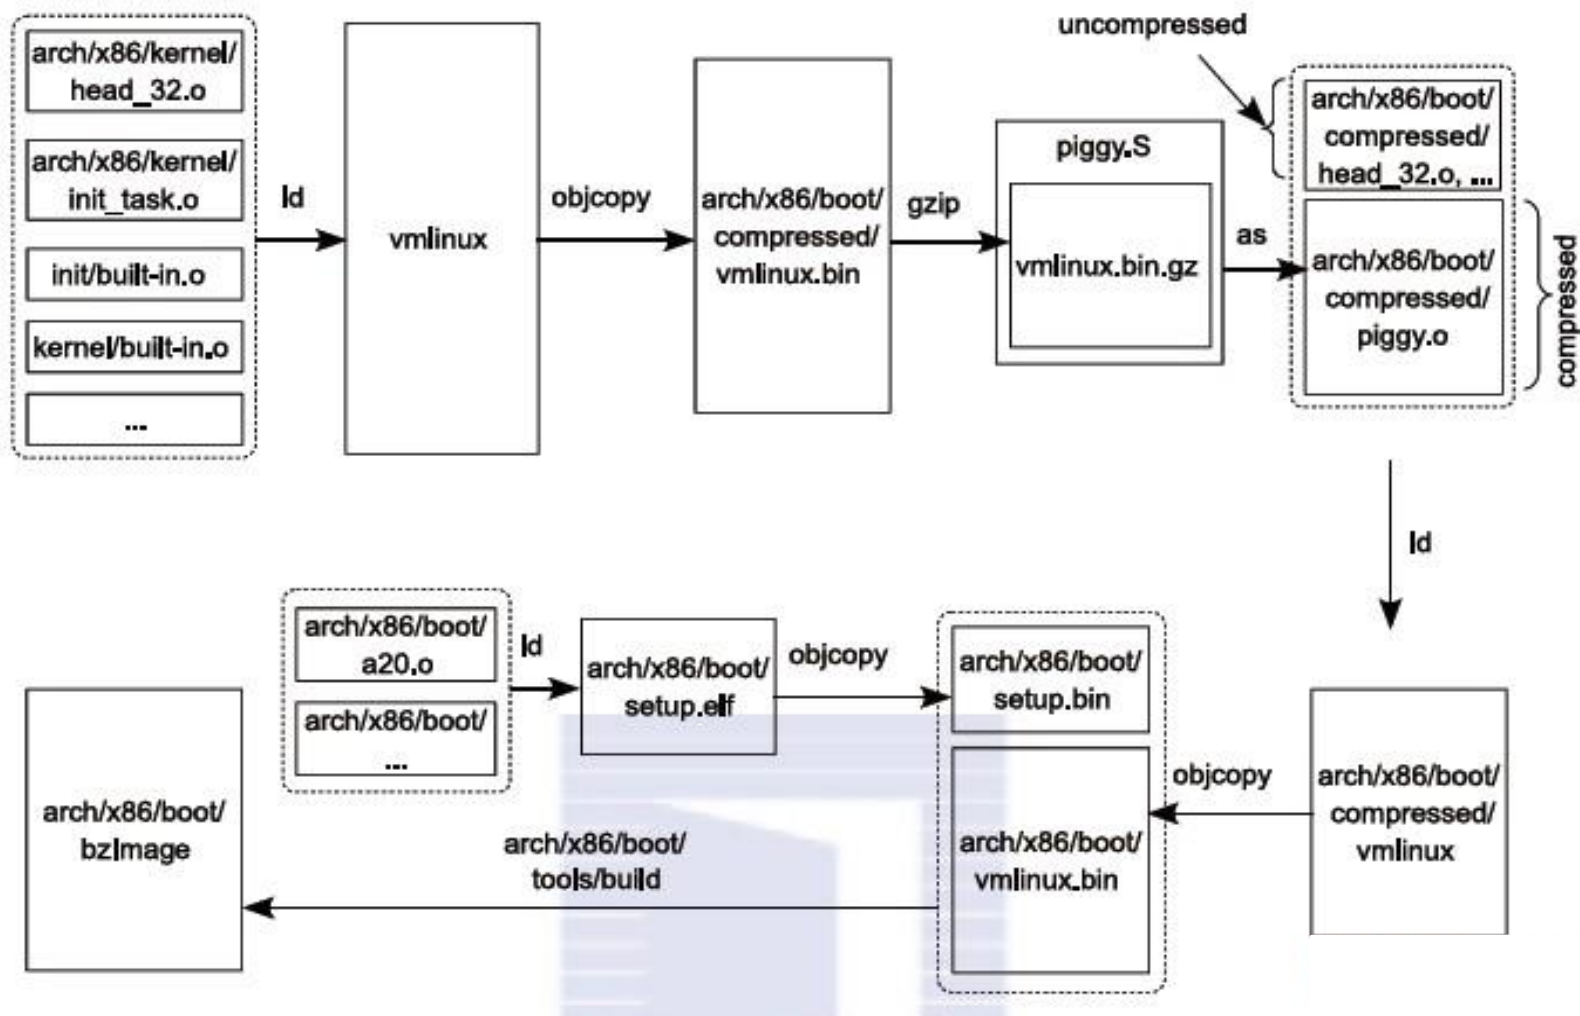 arch/x86/kernel/
head_32.o
arch/x86/kernel/
init_task.o
init/built-in.o
kernel/built-in.o
...
ld
vmlinux
objcopy
arch/x86/boot/
compressed/
vmlinux.bin
gzip
piggy.S
vmlinux.bin.gz
as
uncompressed
arch/x86/boot/
compressed/
head_32.o, ...
arch/x86/boot/
compressed/
piggy.o
compressed
ld
arch/x86/boot/
compressed/
vmlinux
objcopy
arch/x86/boot/
a20.o
arch/x86/boot/
...
ld
arch/x86/boot/
setup.elf
objcopy
arch/x86/boot/
setup.bin
arch/x86/boot/
vmlinux.bin
arch/x86/boot/
tools/build
arch/x86/boot/
bzImage